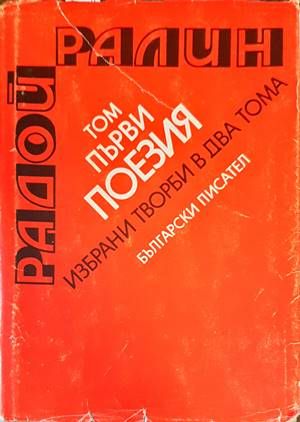 РАДОЙ
РАЛИН
ТОМ
ПЪРВИ
ПОЕЗИЯ
ИЗБРАНИ ТВОРБИ В ДВА ТОМА
БЪЛГАРСКИ ПИСАТЕЛ